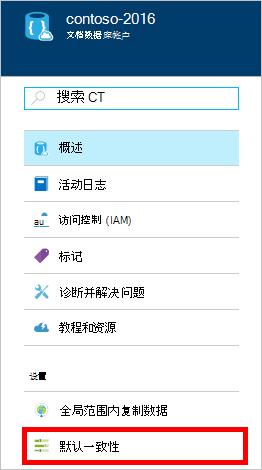 contoso-2016
文档数据库帐户
搜索 CT
概述
活动日志
访问控制 (IAM)
标记
诊断并解决问题
教程和资源
设置
全局范围内复制数据
默认一致性